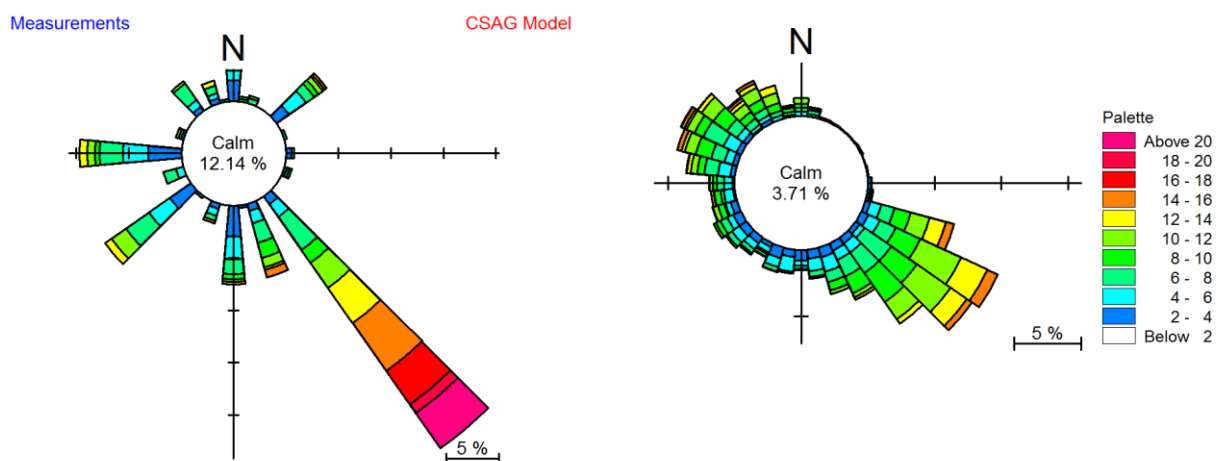 Measurements
CSAG Model
N
Calm
12.14 %
5 %
N
Calm
3.71 %
5 %
Palette
Above 20
18 - 20
16 - 18
14 - 16
12 - 14
10 - 12
8 - 10
6 - 8
4 - 6
2 - 4
Below 2